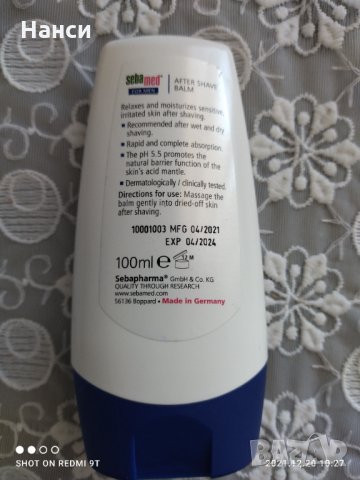 Нанси
sebamed
FOR MEN
AFTER SHAVE
BALM
Relaxes and moisturizes sensitive,
irritated skin after shaving.
• Recommended after wet and dry
shaving.
• Rapid and complete absorption.
• The pH 5.5 promotes the
natural barrier function of the
skin's acid mantle.
• Dermatologically / clinically tested.
Directions for use: Massage the
balm gently into dried-off skin
after shaving.
10001003 MFG 04/2021
EXP 04/2024
100ml e 12 M
Sebapharma® GmbH & Co. KG
QUALITY THROUGH RESEARCH
www.sebamed.com
56136 Boppard • Made in Germany
SHOT ON REDMI 9T
2021.12.20 19:27